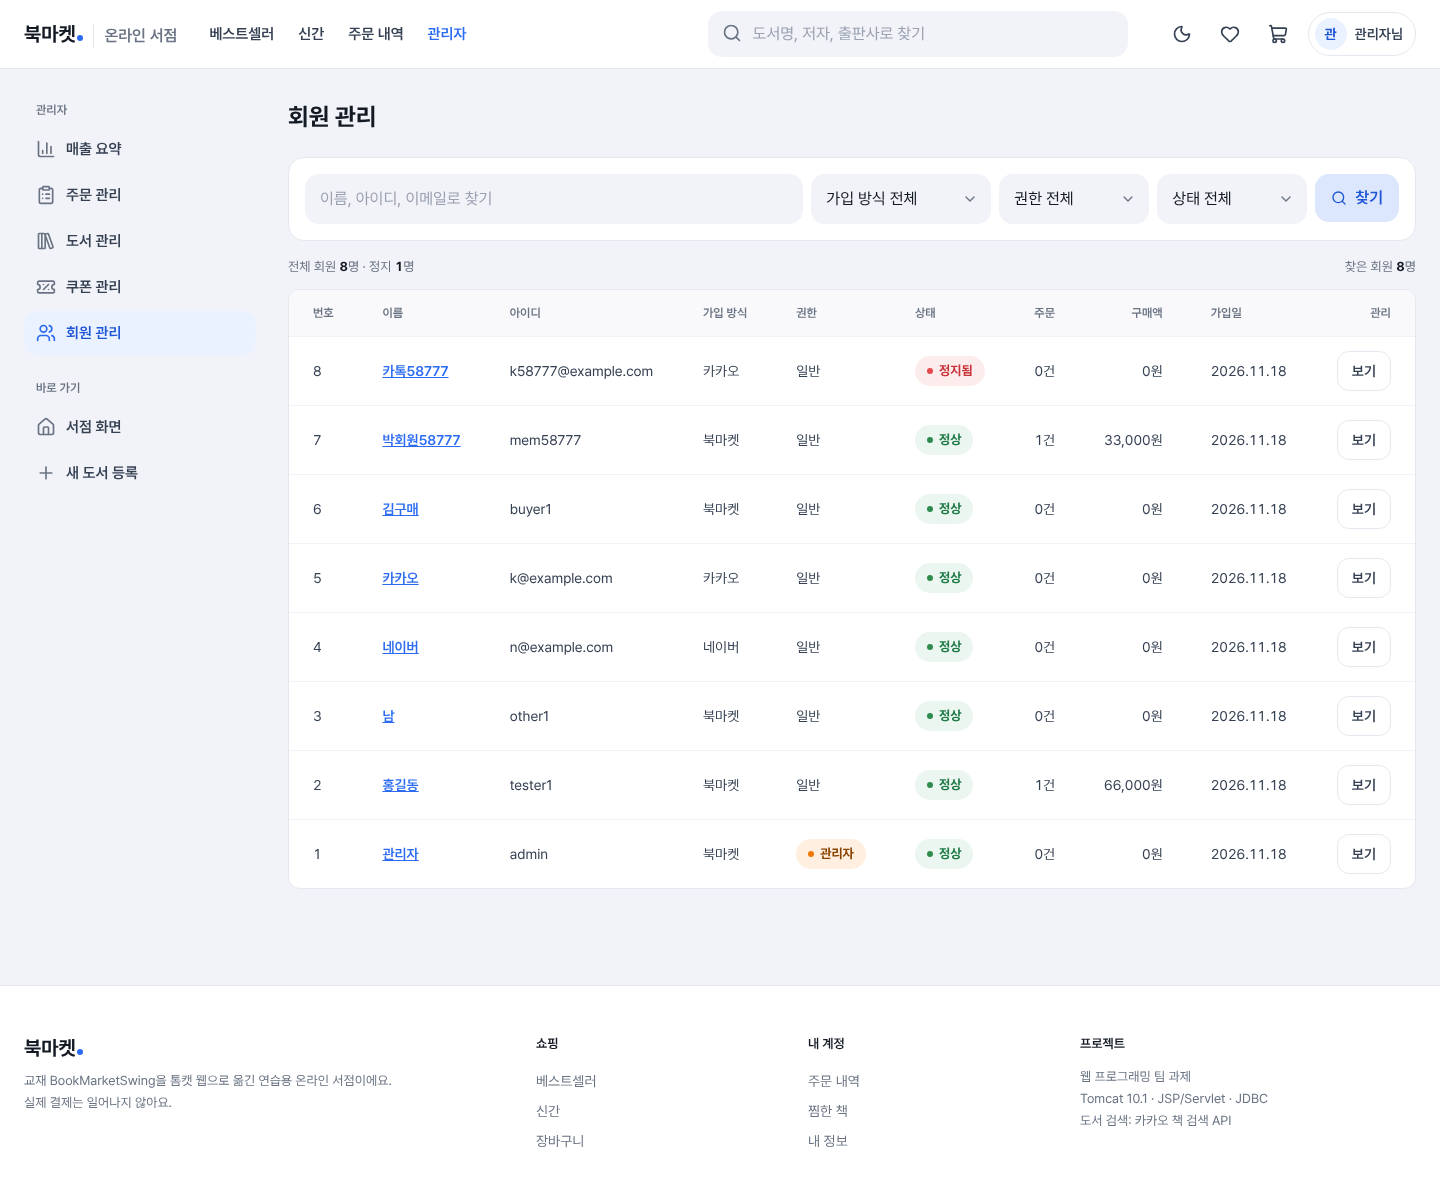 북마켓 온라인 서점 베스트셀러 신간 주문 내역 관리자 도서명, 저자, 출판사로 찾기 관 관리자님
관리자
매출 요약
주문 관리
도서 관리
쿠폰 관리
회원 관리
바로 가기
서점 화면
새 도서 등록
회원 관리
이름, 아이디, 이메일로 찾기 가입 방식 전체 권한 전체 상태 전체 찾기
전체 회원 8명 · 정지 1명 찾은 회원 8명
번호 이름 아이디 가입 방식 권한 상태 주문 구매액 가입일 관리
8 카톡58777 k58777@example.com 카카오 일반 정지됨 0건 0원 2026.11.18 보기
7 박회원58777 mem58777 북마켓 일반 정상 1건 33,000원 2026.11.18 보기
6 김구매 buyer1 북마켓 일반 정상 0건 0원 2026.11.18 보기
5 카카오 k@example.com 카카오 일반 정상 0건 0원 2026.11.18 보기
4 네이버 n@example.com 네이버 일반 정상 0건 0원 2026.11.18 보기
3 남 other1 북마켓 일반 정상 0건 0원 2026.11.18 보기
2 홍길동 tester1 북마켓 일반 정상 1건 66,000원 2026.11.18 보기
1 관리자 admin 북마켓 관리자 정상 0건 0원 2026.11.18 보기
북마켓
교재 BookMarketSwing을 톰캣 웹으로 옮긴 연습용 온라인 서점이에요.
실제 결제는 일어나지 않아요.
쇼핑
베스트셀러
신간
장바구니
내 계정
주문 내역
찜한 책
내 정보
프로젝트
웹 프로그래밍 팀 과제
Tomcat 10.1 · JSP/Servlet · JDBC
도서 검색: 카카오 책 검색 API